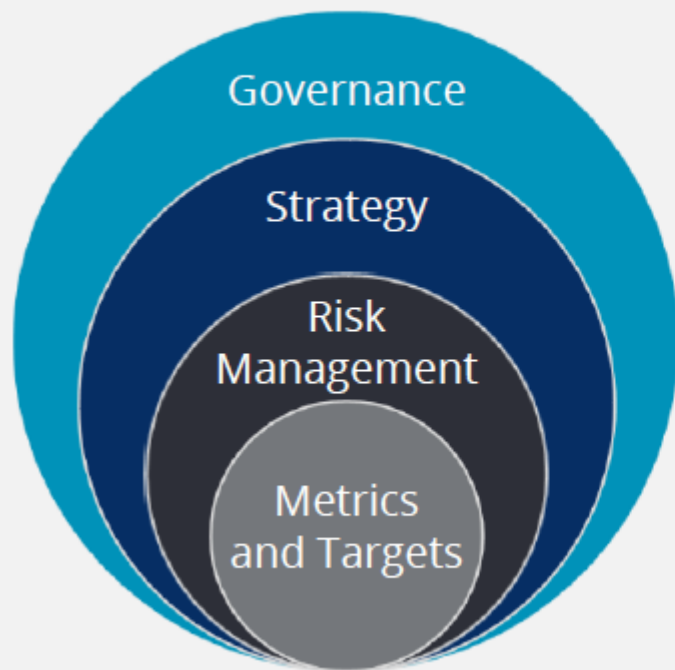 Governance
Strategy
Risk
Management
Metrics
and Targets